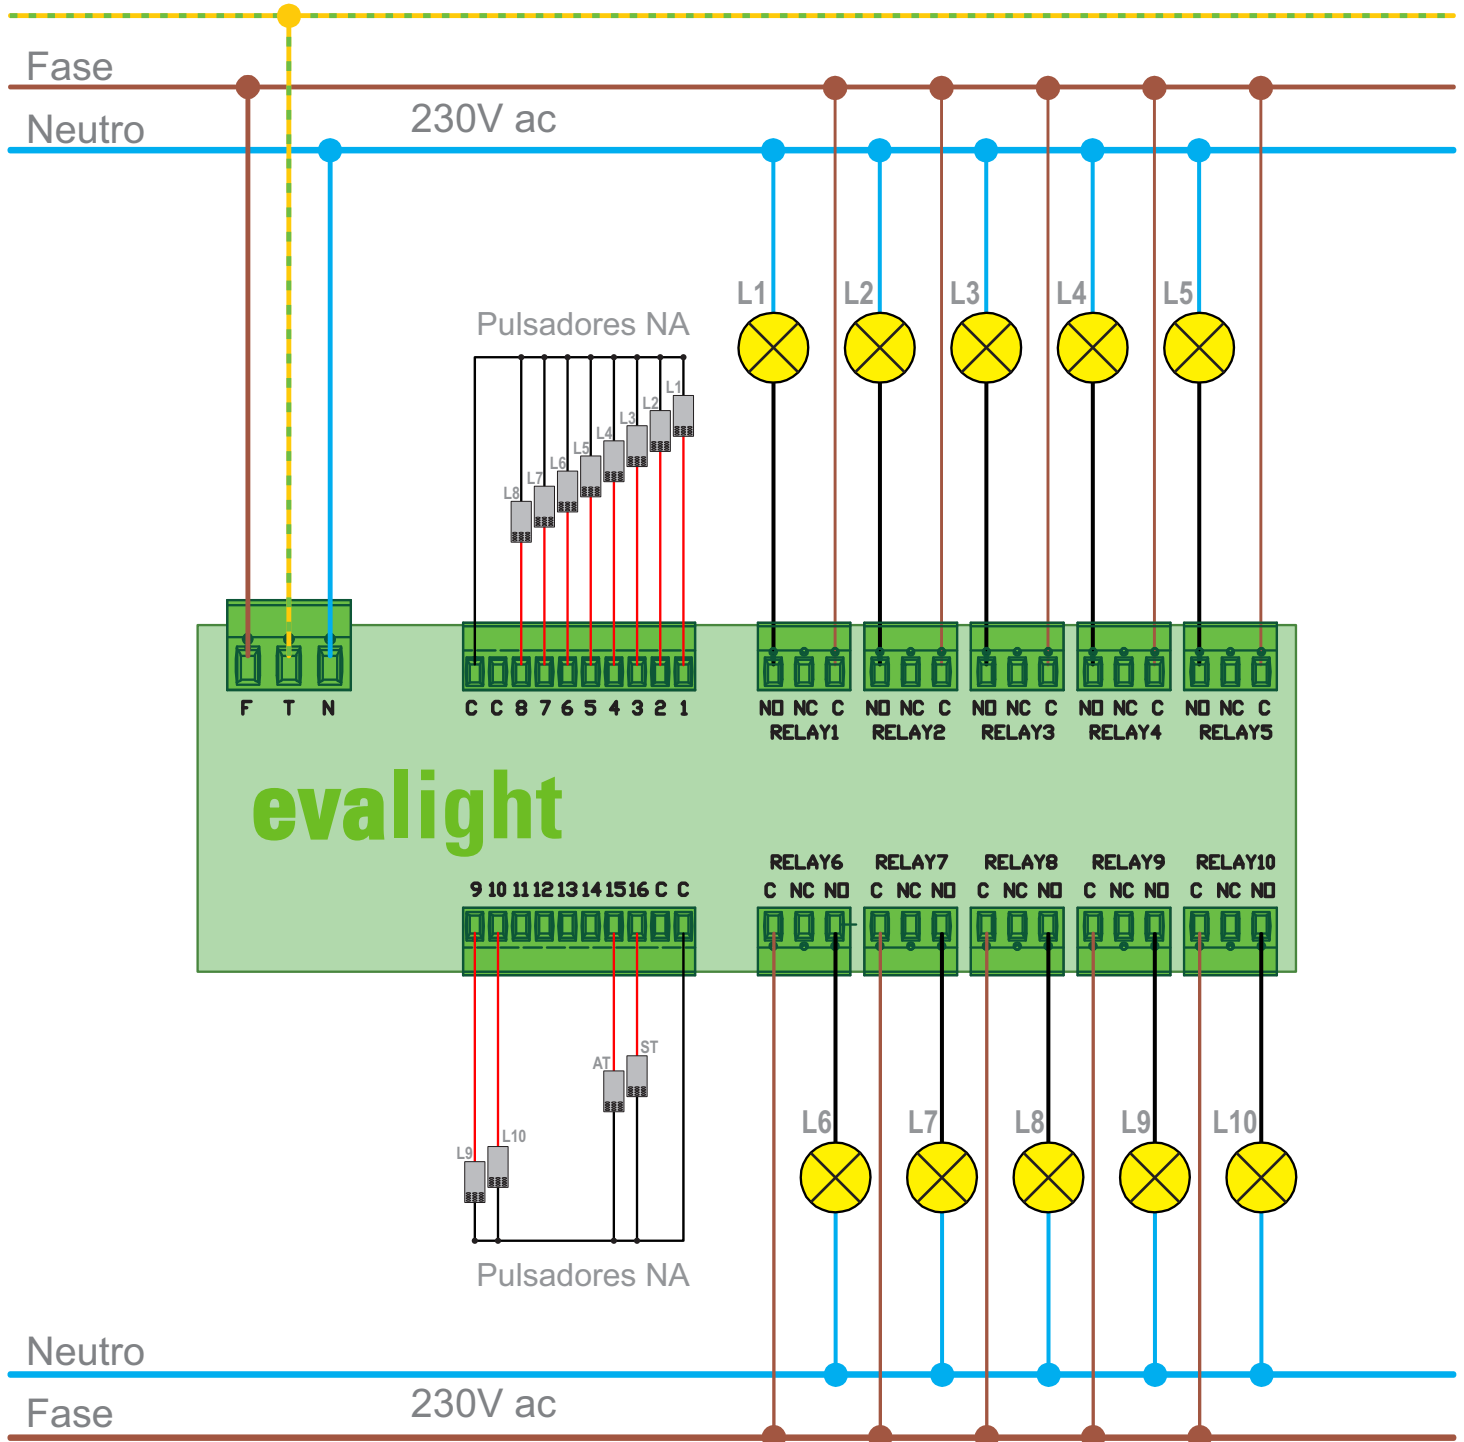 Fase
230V ac
Neutro
L1 L2 L3 L4 L5
Pulsadores NA
L1
L2
L3
L4
L5
L6
L7
L8
F T N
C C 8 7 6 5 4 3 2 1
NO NC C NO NC C NO NC C NO NC C NO NC C
RELAY1 RELAY2 RELAY3 RELAY4 RELAY5
evalight
RELAY6 RELAY7 RELAY8 RELAY9 RELAY10
9 10 11 12 13 14 15 16 C C
C NC NO C NC NO C NC NO C NC NO C NC NO
ST
AT
L10
L9
L6 L7 L8 L9 L10
Pulsadores NA
Neutro
230V ac
Fase